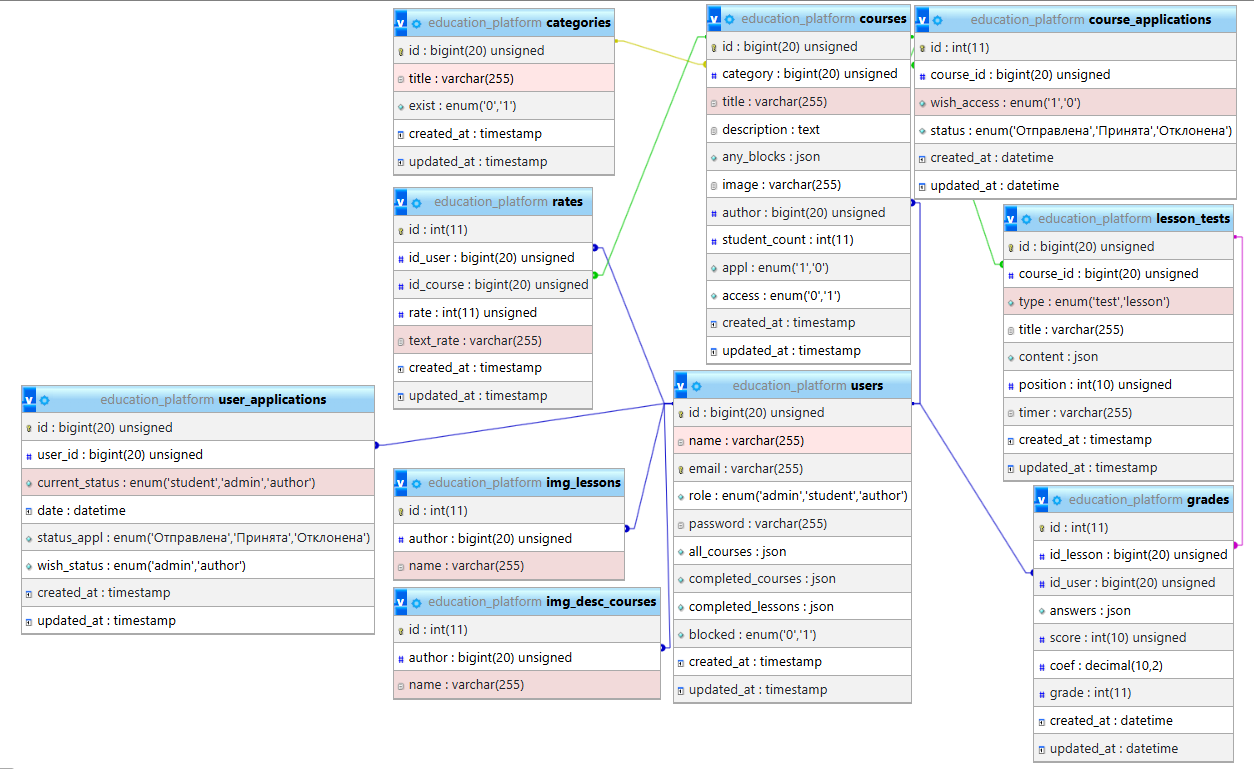 education_platform categories
id : bigint(20) unsigned
title : varchar(255)
exist : enum('0','1')
created_at : timestamp
updated_at : timestamp
education_platform courses
id : bigint(20) unsigned
category : bigint(20) unsigned
title : varchar(255)
description : text
any_blocks : json
image : varchar(255)
author : bigint(20) unsigned
student_count : int(11)
appl : enum('1','0')
access : enum('0','1')
created_at : timestamp
updated_at : timestamp
education_platform course_applications
id : int(11)
course_id : bigint(20) unsigned
wish_access : enum('1','0')
status : enum('Отправлена','Принята','Отклонена')
created_at : datetime
updated_at : datetime
education_platform rates
id : int(11)
id_user : bigint(20) unsigned
id_course : bigint(20) unsigned
rate : int(11) unsigned
text_rate : varchar(255)
created_at : timestamp
updated_at : timestamp
education_platform lesson_tests
id : bigint(20) unsigned
course_id : bigint(20) unsigned
type : enum('test','lesson')
title : varchar(255)
content : json
position : int(10) unsigned
timer : varchar(255)
created_at : timestamp
updated_at : timestamp
education_platform user_applications
id : bigint(20) unsigned
user_id : bigint(20) unsigned
current_status : enum('student','admin','author')
date : datetime
status_appl : enum('Отправлена','Принята','Отклонена')
wish_status : enum('admin','author')
created_at : timestamp
updated_at : timestamp
education_platform users
id : bigint(20) unsigned
name : varchar(255)
email : varchar(255)
role : enum('admin','student','author')
password : varchar(255)
all_courses : json
completed_courses : json
completed_lessons : json
blocked : enum('0','1')
created_at : timestamp
updated_at : timestamp
education_platform img_lessons
id : int(11)
author : bigint(20) unsigned
name : varchar(255)
education_platform img_desc_courses
id : int(11)
author : bigint(20) unsigned
name : varchar(255)
education_platform grades
id : int(11)
id_lesson : bigint(20) unsigned
id_user : bigint(20) unsigned
answers : json
score : int(10) unsigned
coef : decimal(10,2)
grade : int(11)
created_at : datetime
updated_at : datetime